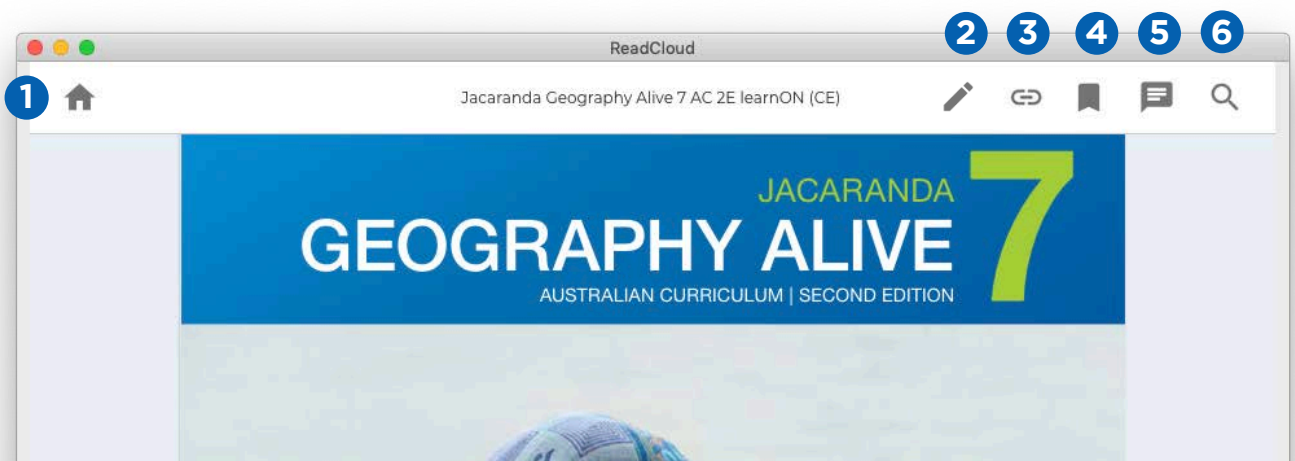 2 3 4 5 6
ReadCloud
1
Jacaranda Geography Alive 7 AC 2E learnON (CE)
JACARANDA
7
GEOGRAPHY ALIVE
AUSTRALIAN CURRICULUM | SECOND EDITION